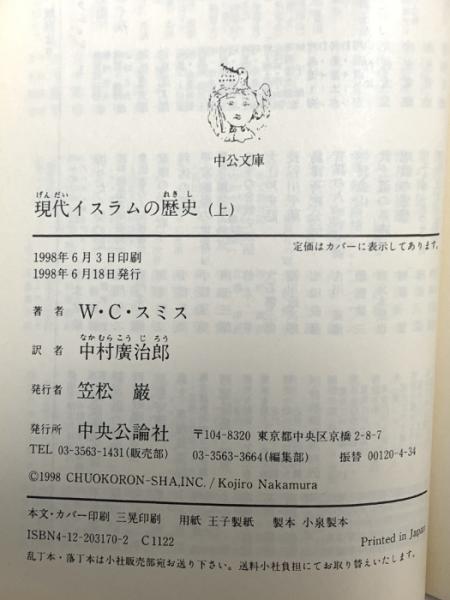 中公文庫
げんだい れきし
現代イスラムの歴史(上)
定価はカバーに表示してあります。
1998年6月3日印刷
1998年6月18日発行
著者 W・C・スミス
なかむらこうじろう
訳者 中村廣治郎
発行者 笠松 巌
発行所 中央公論社 〒104-8320 東京都中央区京橋2-8-7
TEL 03-3563-1431(販売部) 03-3563-3664(編集部) 振替 00120-4-34
©1998 CHUOKORON-SHA,INC. / Kojiro Nakamura
本文・カバー印刷 三晃印刷 用紙 王子製紙 製本 小泉製本
ISBN4-12-203170-2 C1122 Printed in Japan
乱丁本・落丁本は小社販売部宛お送り下さい。送料小社負担にてお取り替えいたします。